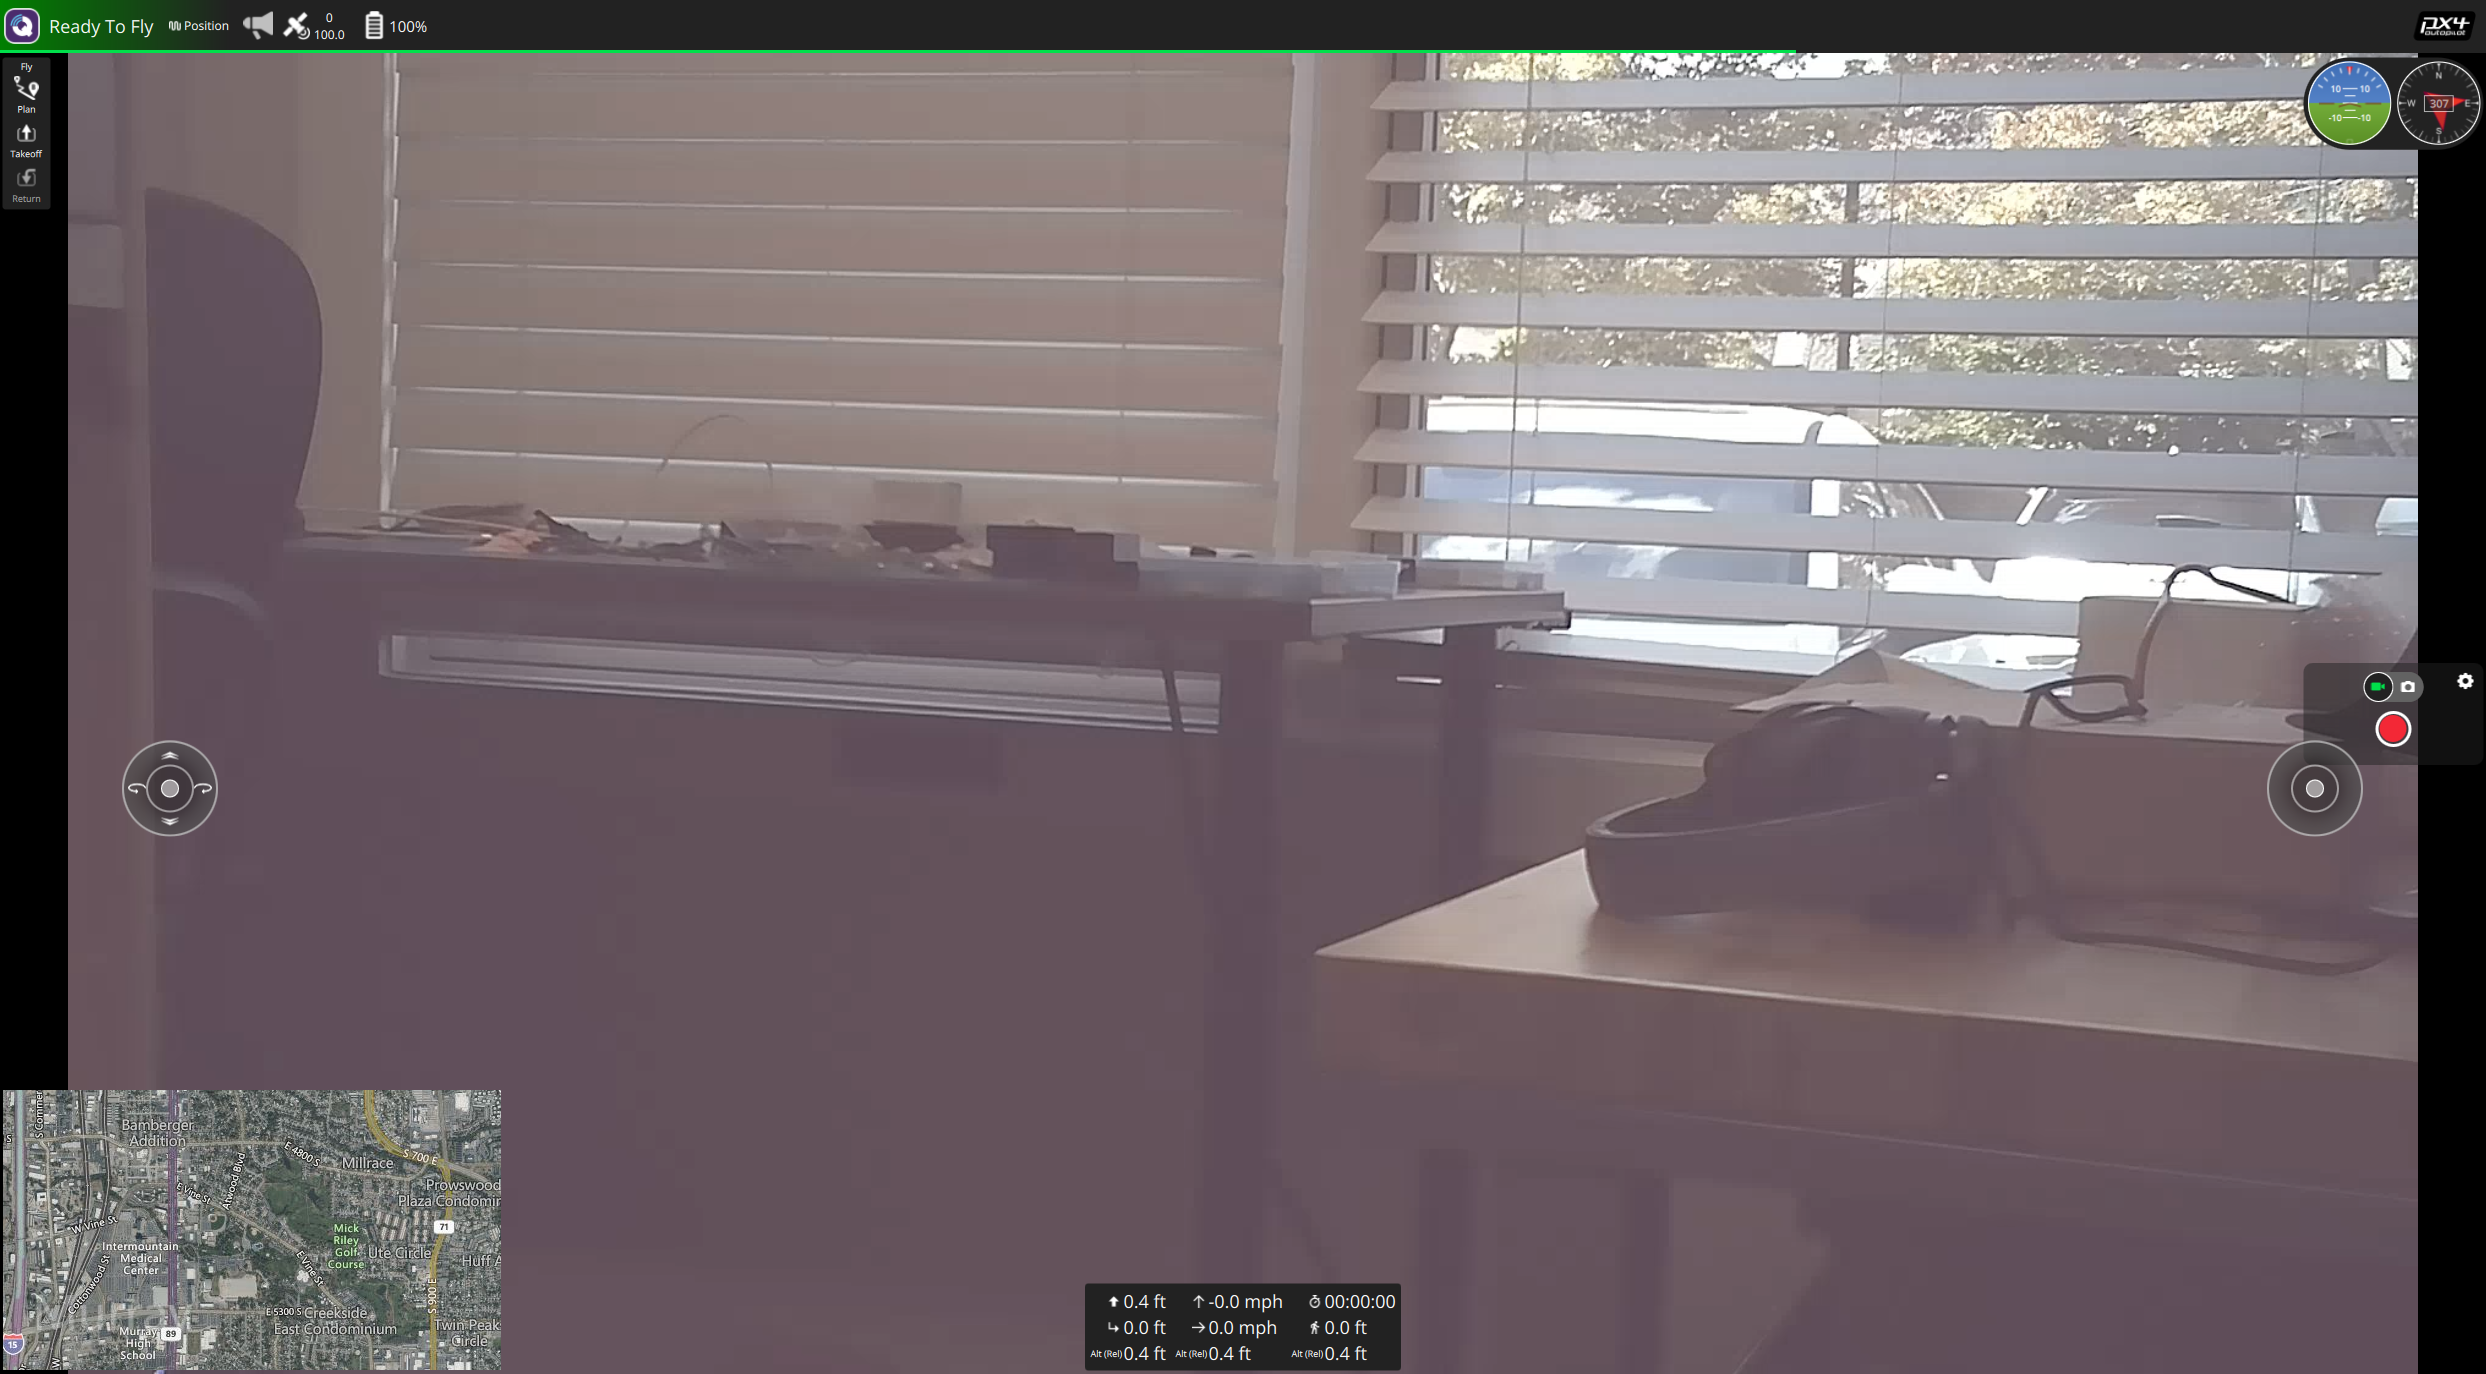 Ready To Fly
Position
0
100.0
100%
PX4
autopilot
Fly
Plan
Takeoff
Return
10 10
-10 -10
N
W 307 E
S
S Commer
Bamberger
Addition
E 4800 S
S 700 E
Millrace
Atwood Blvd
E Vine St
Prowswood
Plaza Condomin
W Vine St
71
Mick
Riley
Golf
Course
Intermountain
Medical
Center
Ute Circle
Huff A
E Vine St
Cottonwood St
S 900 E
E 5300 S
Creekside
East Condominium
Twin Peak
Circle
Murray
High
School
89
15
W
0.4 ft -0.0 mph 00:00:00
0.0 ft 0.0 mph 0.0 ft
Alt (Rel) 0.4 ft Alt (Rel) 0.4 ft Alt (Rel) 0.4 ft